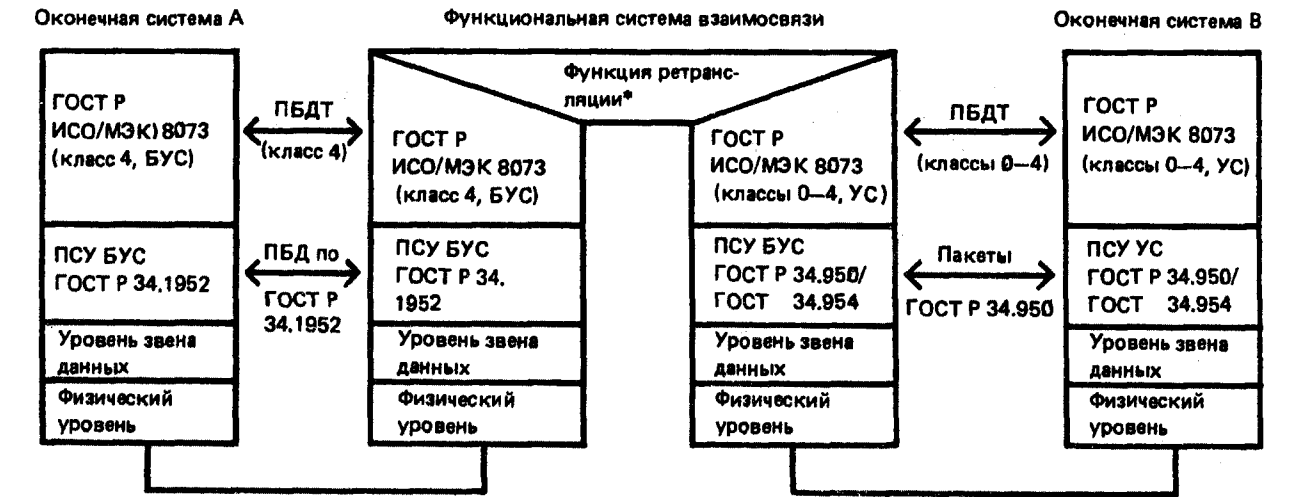 Оконечная система А
Функциональная система взаимосвязи
Оконечная система В
ГОСТ Р
ИСО/МЭК) 8073
(класс 4, БУС)
ПБДТ
(класс 4)
Функция ретранс-
ляции*
ГОСТ Р
ИСО/МЭК 8073
(класс 4, БУС)
ГОСТ Р
ИСО/МЭК 8073
(классы 0—4, УС)
ПБДТ
(классы 0—4)
ГОСТ Р
ИСО/МЭК 8073
(классы 0—4, УС)
ПСУ БУС
ГОСТ Р 34.1952
ПБД по
ГОСТ Р
34.1952
ПСУ БУС
ГОСТ Р 34.
1952
ПСУ БУС
ГОСТ Р 34.950/
ГОСТ 34.954
Пакеты
ГОСТ Р 34.950
ПСУ УС
ГОСТ Р 34.950/
ГОСТ 34.954
Уровень звена
данных
Уровень звена
данных
Уровень звена
данных
Уровень звена
данных
Физический
уровень
Физический
уровень
Физический
уровень
Физический
уровень